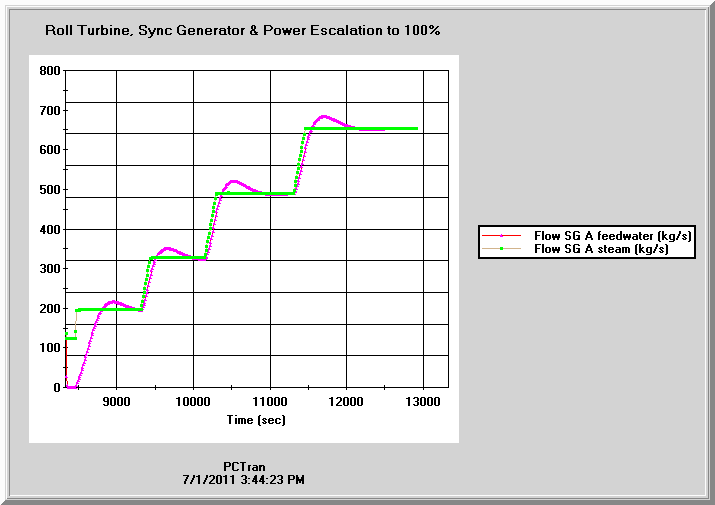 Roll Turbine, Sync Generator & Power Escalation to 100%
800
700
600
500
400
300
200
100
0
9000 10000 11000 12000 13000
Time (sec)
Flow SG A feedwater (kg/s)
Flow SG A steam (kg/s)
PCTran
7/1/2011 3:44:23 PM